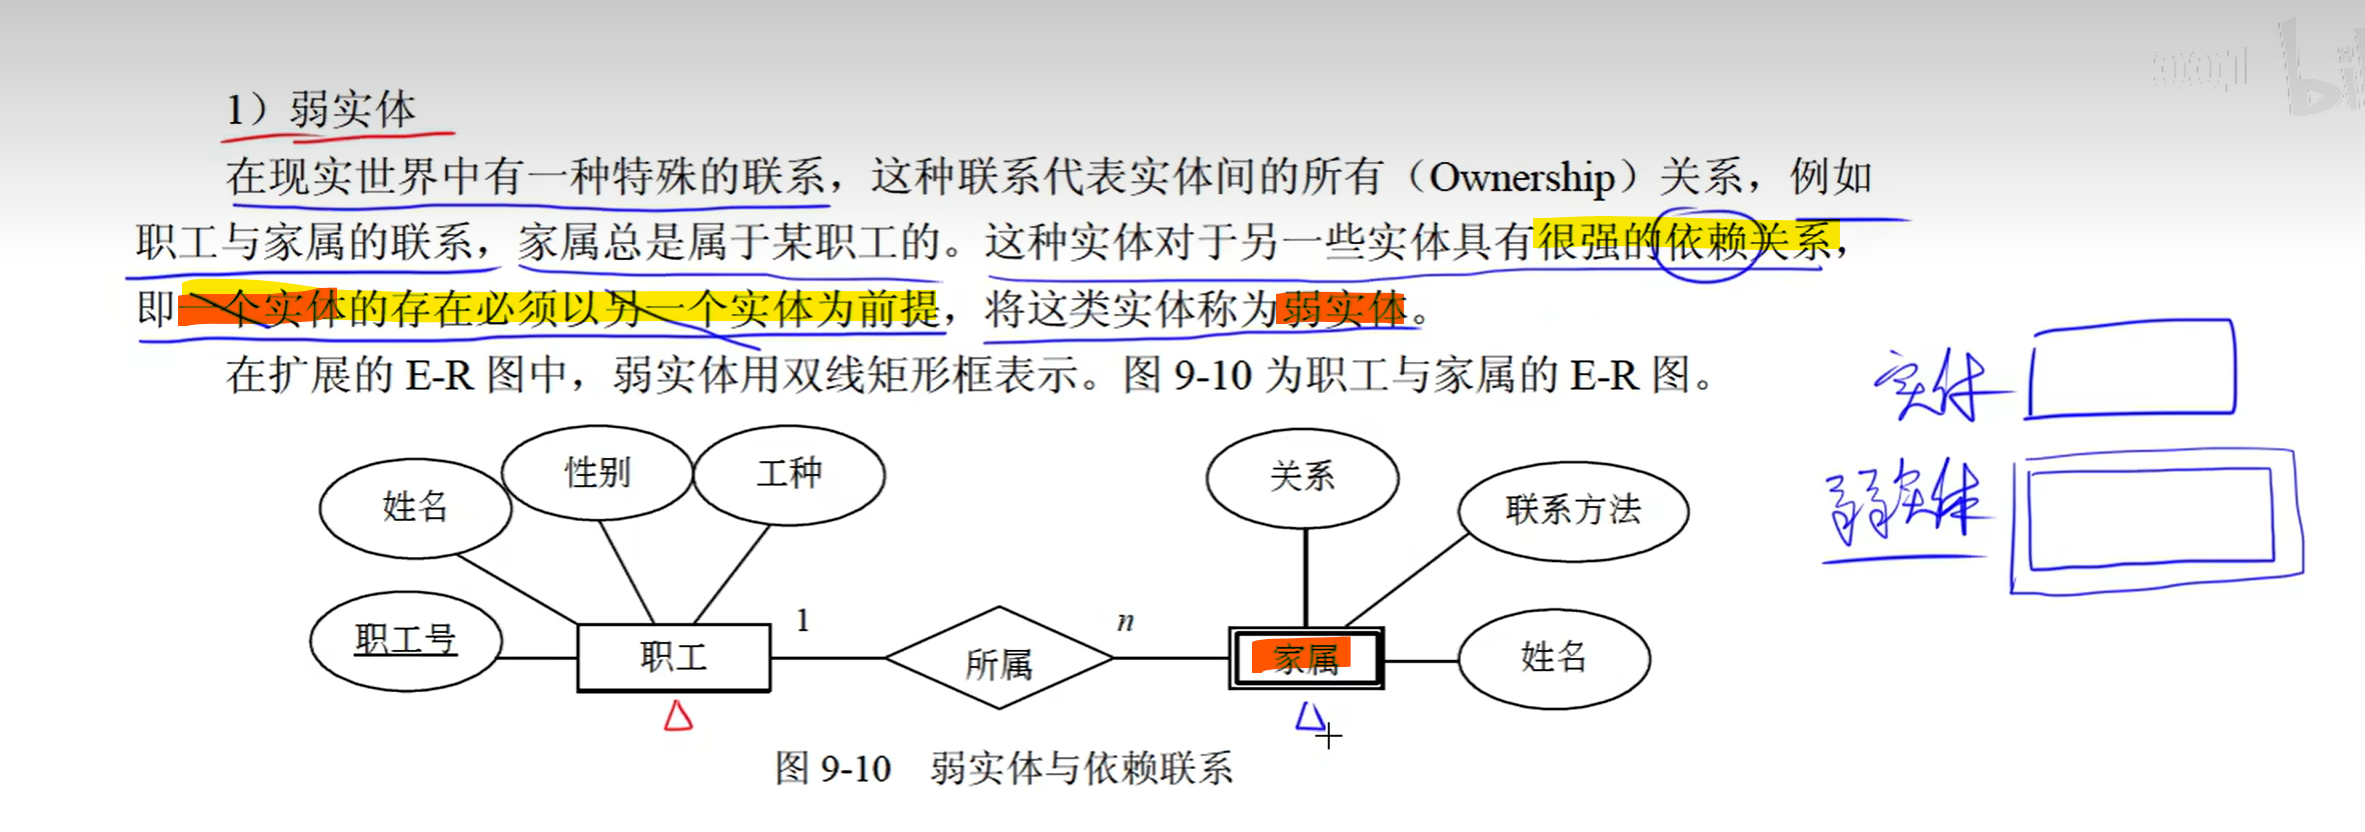 1）弱实体
在现实世界中有一种特殊的联系，这种联系代表实体间的所有（Ownership）关系，例如
职工与家属的联系，家属总是属于某职工的。这种实体对于另一些实体具有很强的依赖关系，
即一个实体的存在必须以另一个实体为前提，将这类实体称为弱实体。
在扩展的 E-R 图中，弱实体用双线矩形框表示。图 9-10 为职工与家属的 E-R 图。
实体
弱实体
姓名
性别
工种
关系
联系方法
职工号
职工
1
所属
n
家属
姓名
图 9-10 弱实体与依赖联系